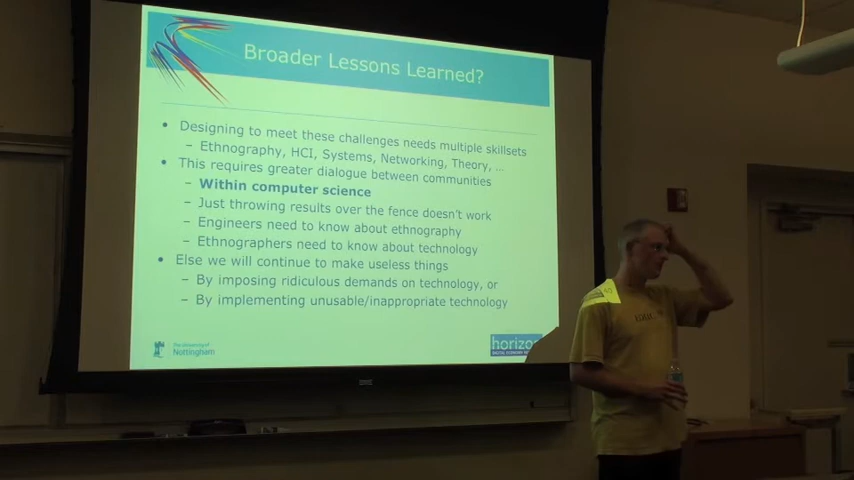 Broader Lessons Learned?
• Designing to meet these challenges needs multiple skillsets
– Ethnography, HCI, Systems, Networking, Theory, ...
• This requires greater dialogue between communities
– Within computer science
– Just throwing results over the fence doesn't work
– Engineers need to know about ethnography
– Ethnographers need to know about technology
• Else we will continue to make useless things
– By imposing ridiculous demands on technology, or
– By implementing unusable/inappropriate technology
The University of
Nottingham
horizon
DIGITAL ECONOMY